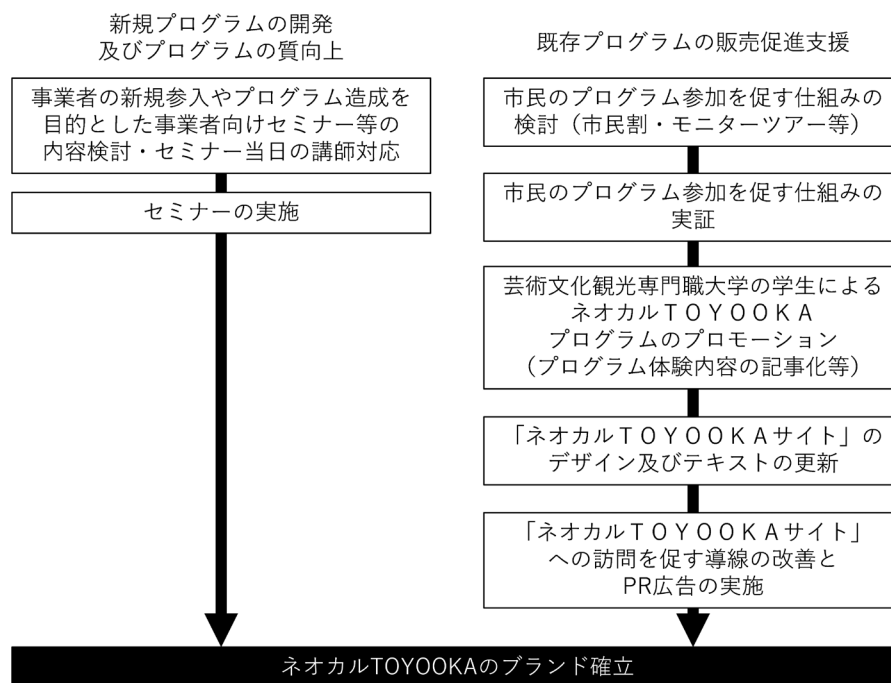 新規プログラムの開発
及びプログラムの質向上
事業者の新規参入やプログラム造成を
目的とした事業者向けセミナー等の
内容検討・セミナー当日の講師対応
セミナーの実施
既存プログラムの販売促進支援
市民のプログラム参加を促す仕組みの
検討（市民割・モニターツアー等）
市民のプログラム参加を促す仕組みの
実証
芸術文化観光専門職大学の学生による
ネオカルＴＯＹＯＯＫＡ
プログラムのプロモーション
（プログラム体験内容の記事化等）
「ネオカルＴＯＹＯＯＫＡサイト」の
デザイン及びテキストの更新
「ネオカルＴＯＹＯＯＫＡサイト」
への訪問を促す導線の改善と
PR広告の実施
ネオカルTOYOOKAのブランド確立